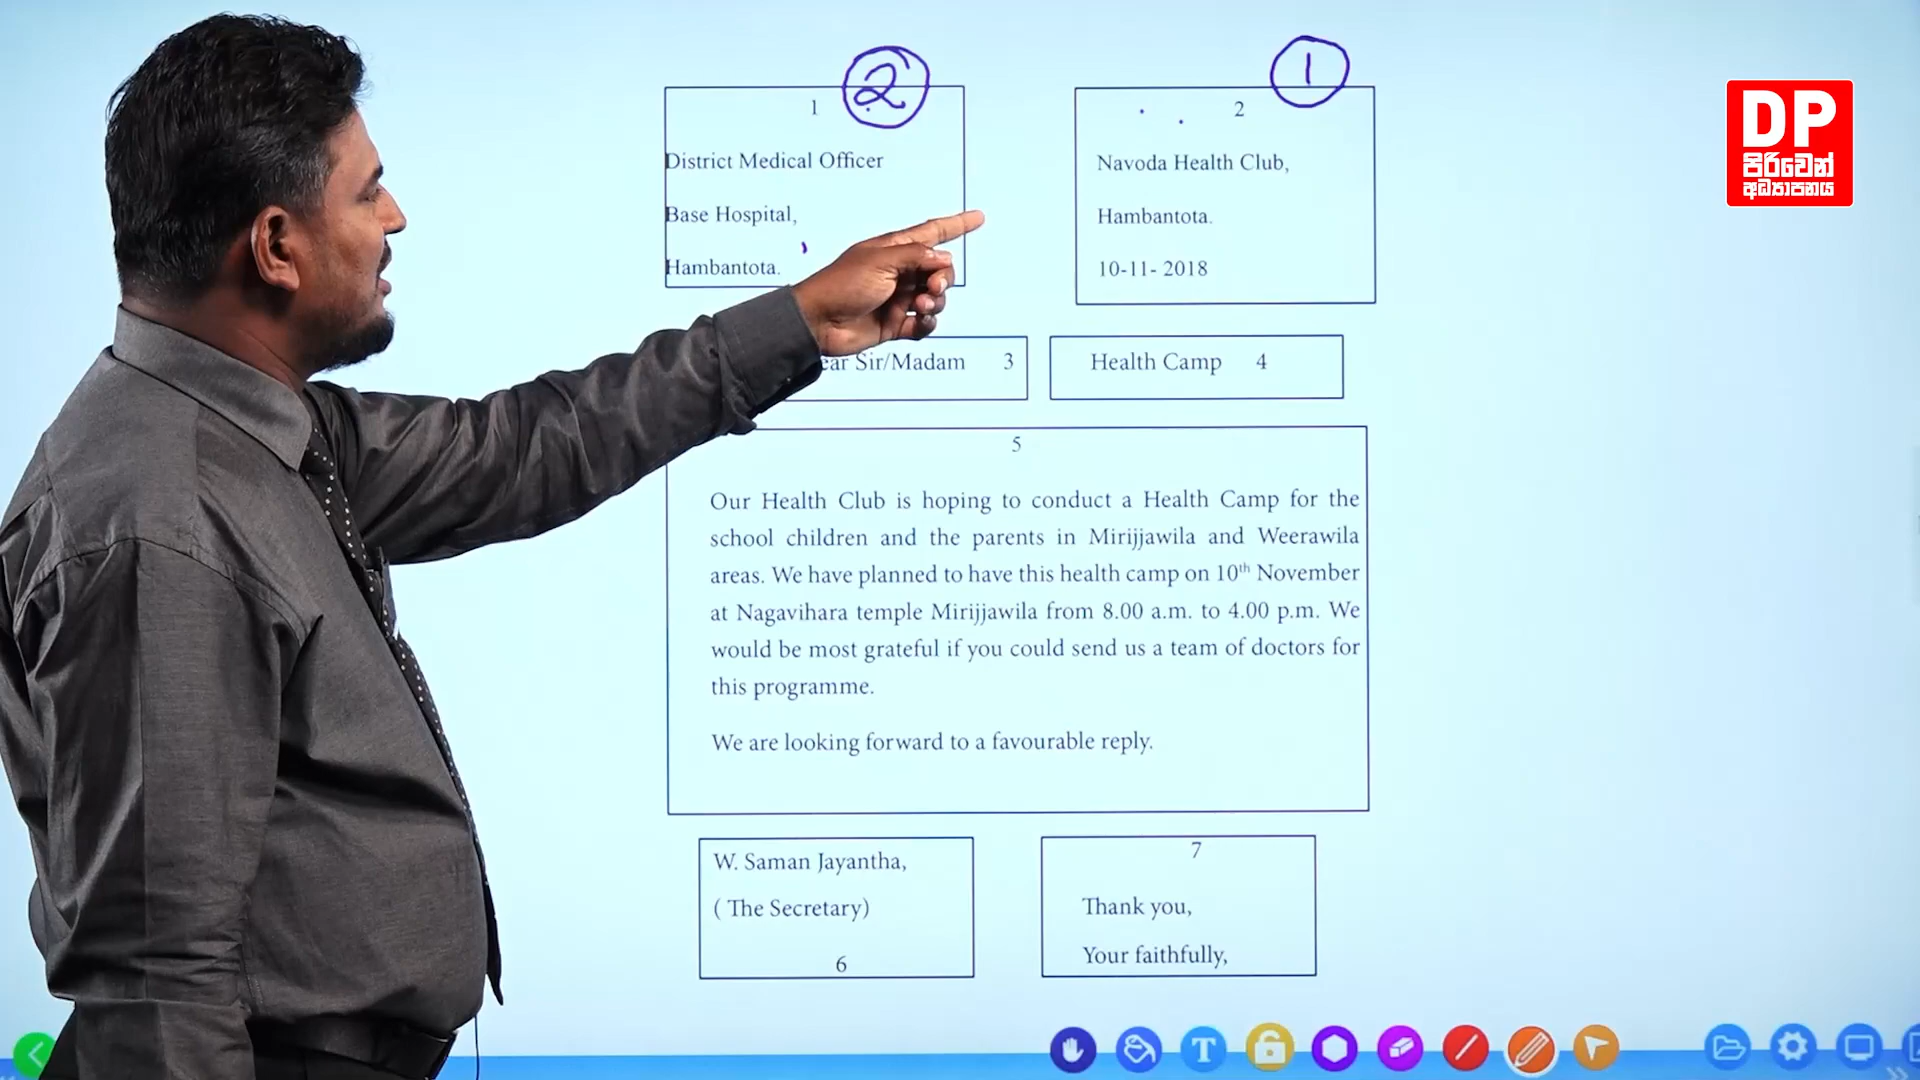 2
1
1
District Medical Officer
Base Hospital,
Hambantota.
2
Navoda Health Club,
Hambantota.
10-11- 2018
ear Sir/Madam 3
Health Camp 4
5
Our Health Club is hoping to conduct a Health Camp for the
school children and the parents in Mirijjawila and Weerawila
areas. We have planned to have this health camp on 10th November
at Nagavihara temple Mirijjawila from 8.00 a.m. to 4.00 p.m. We
would be most grateful if you could send us a team of doctors for
this programme.
We are looking forward to a favourable reply.
W. Saman Jayantha,
( The Secretary)
6
7
Thank you,
Your faithfully,
DP
පිරිවෙන්
අධ්‍යාපනය
T